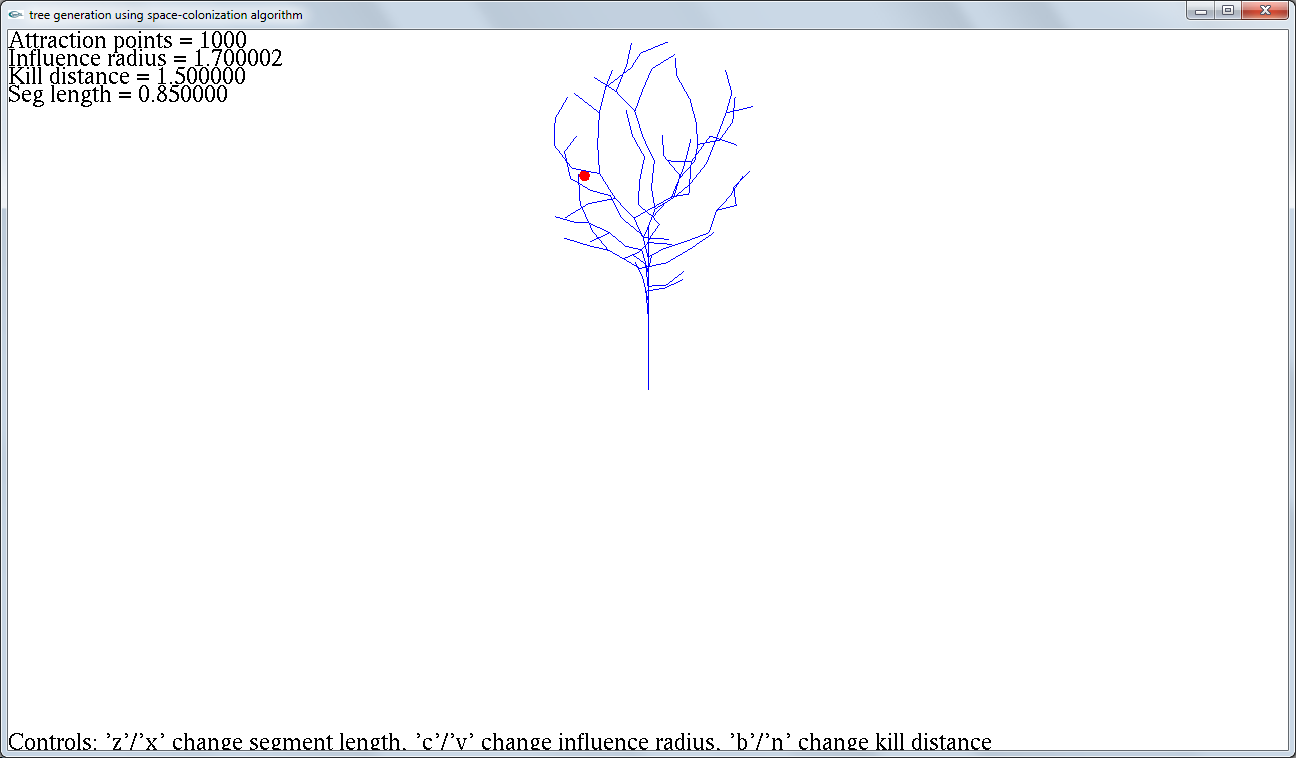 tree generation using space-colonization algorithm
Attraction points = 1000
Influence radius = 1.700002
Kill distance = 1.500000
Seg length = 0.850000
Controls: 'z'/'x' change segment length, 'c'/'v' change influence radius, 'b'/'n' change kill distance